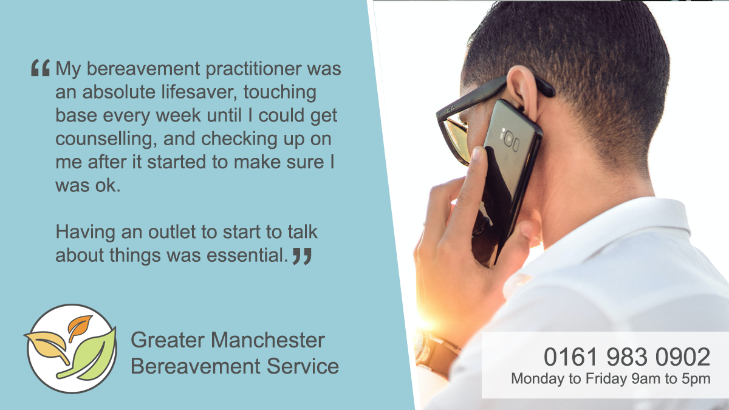 “ My bereavement practitioner was
an absolute lifesaver, touching
base every week until I could get
counselling, and checking up on
me after it started to make sure I
was ok.
Having an outlet to start to talk
about things was essential. ”
Greater Manchester
Bereavement Service
0161 983 0902
Monday to Friday 9am to 5pm